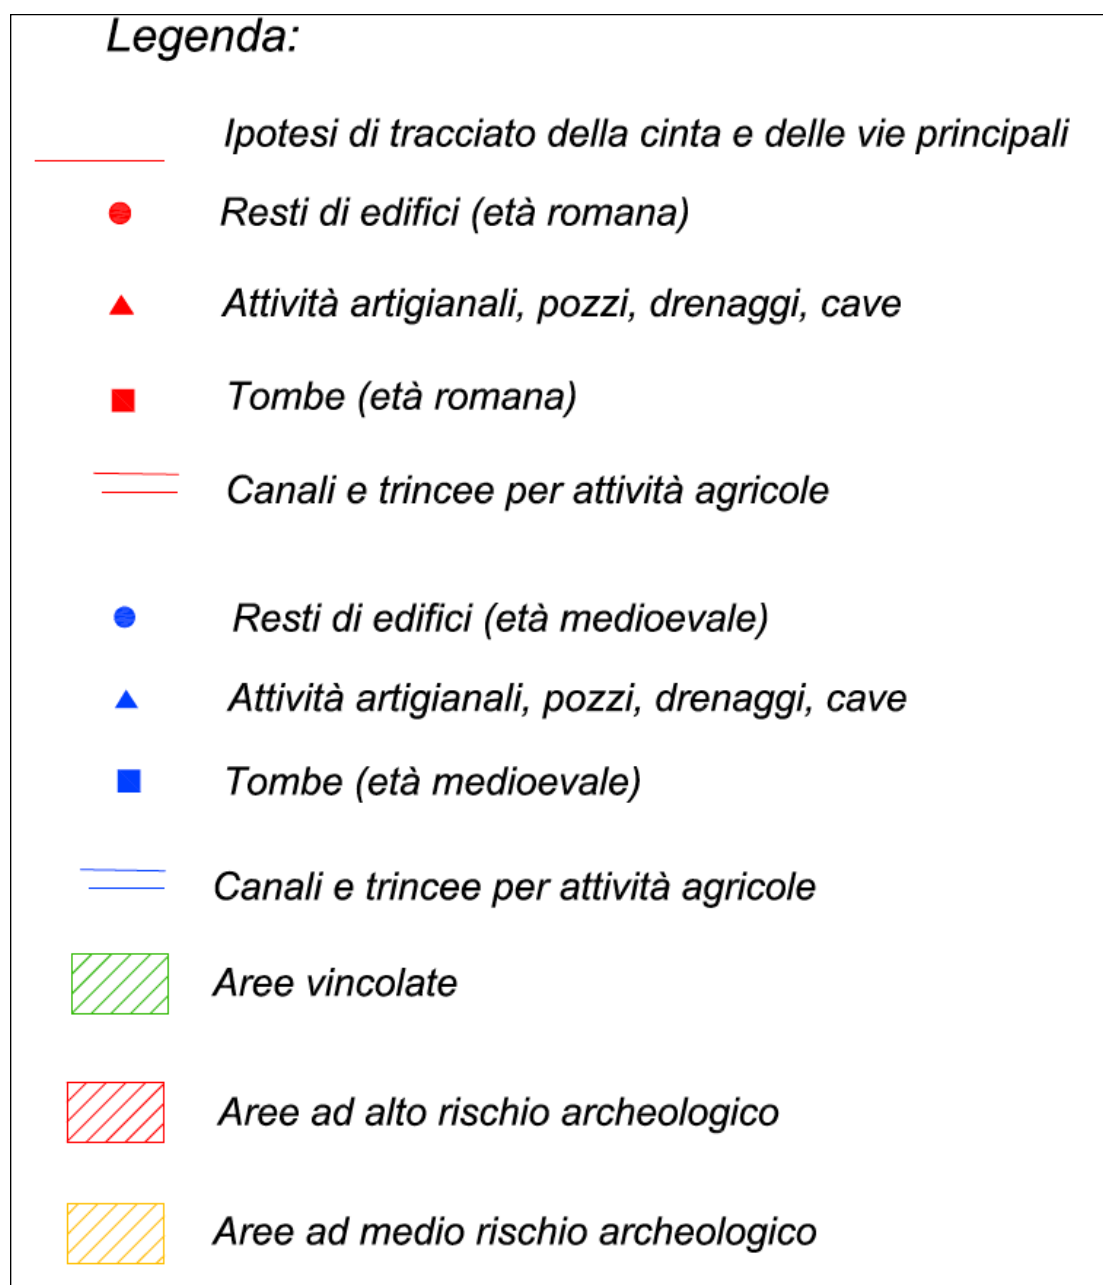 Legenda:
Ipotesi di tracciato della cinta e delle vie principali
Resti di edifici (età romana)
Attività artigianali, pozzi, drenaggi, cave
Tombe (età romana)
Canali e trincee per attività agricole
Resti di edifici (età medioevale)
Attività artigianali, pozzi, drenaggi, cave
Tombe (età medioevale)
Canali e trincee per attività agricole
Aree vincolate
Aree ad alto rischio archeologico
Aree ad medio rischio archeologico